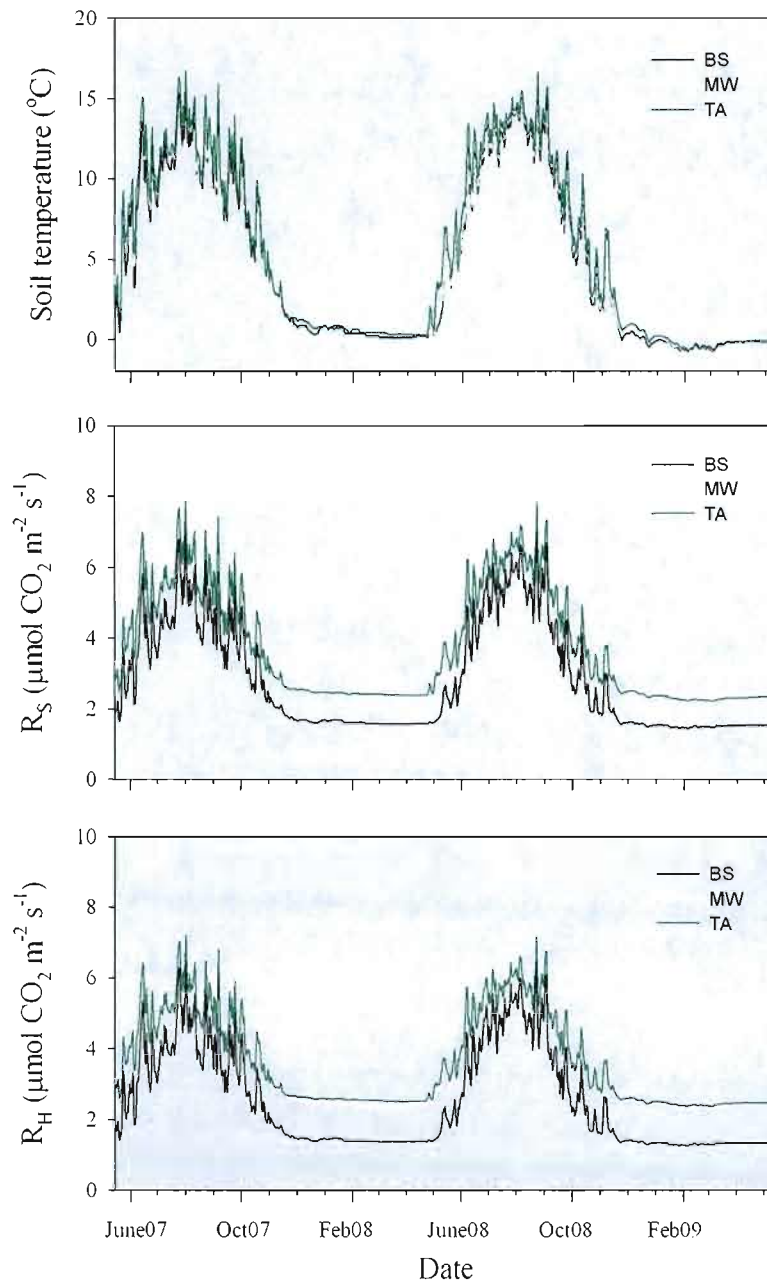 20
15
10
5
0
Soil temperature (°C)
BS
MW
TA
10
8
6
4
2
0
R_S (µmol CO₂ m⁻² s⁻¹)
BS
MW
TA
10
8
6
4
2
0
R_H (µmol CO₂ m⁻² s⁻¹)
BS
MW
TA
June07 Oct07 Feb08 June08 Oct08 Feb09
Date